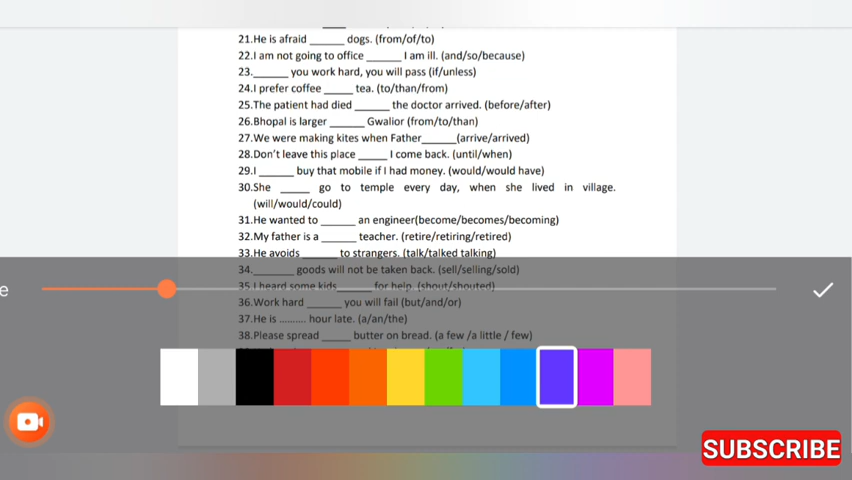 21.He is afraid ______ dogs. (from/of/to)
22.I am not going to office ______ I am ill. (and/so/because)
23.______ you work hard, you will pass (if/unless)
24.I prefer coffee _____ tea. (to/than/from)
25.The patient had died ______ the doctor arrived. (before/after)
26.Bhopal is larger ______ Gwalior (from/to/than)
27.We were making kites when Father______(arrive/arrived)
28.Don't leave this place _____ I come back. (until/when)
29.I ______ buy that mobile if I had money. (would/would have)
30.She _____ go to temple every day, when she lived in village.
(will/would/could)
31.He wanted to ______ an engineer(become/becomes/becoming)
32.My father is a ______ teacher. (retire/retiring/retired)
33.He avoids ______ to strangers. (talk/talked talking)
34._______ goods will not be taken back. (sell/selling/sold)
e
35 I heard some kids______ for help. (shout/shouted)
36.Work hard ______ you will fail (but/and/or)
37.He is .......... hour late. (a/an/the)
38.Please spread _____ butter on bread. (a few /a little / few)
SUBSCRIBE